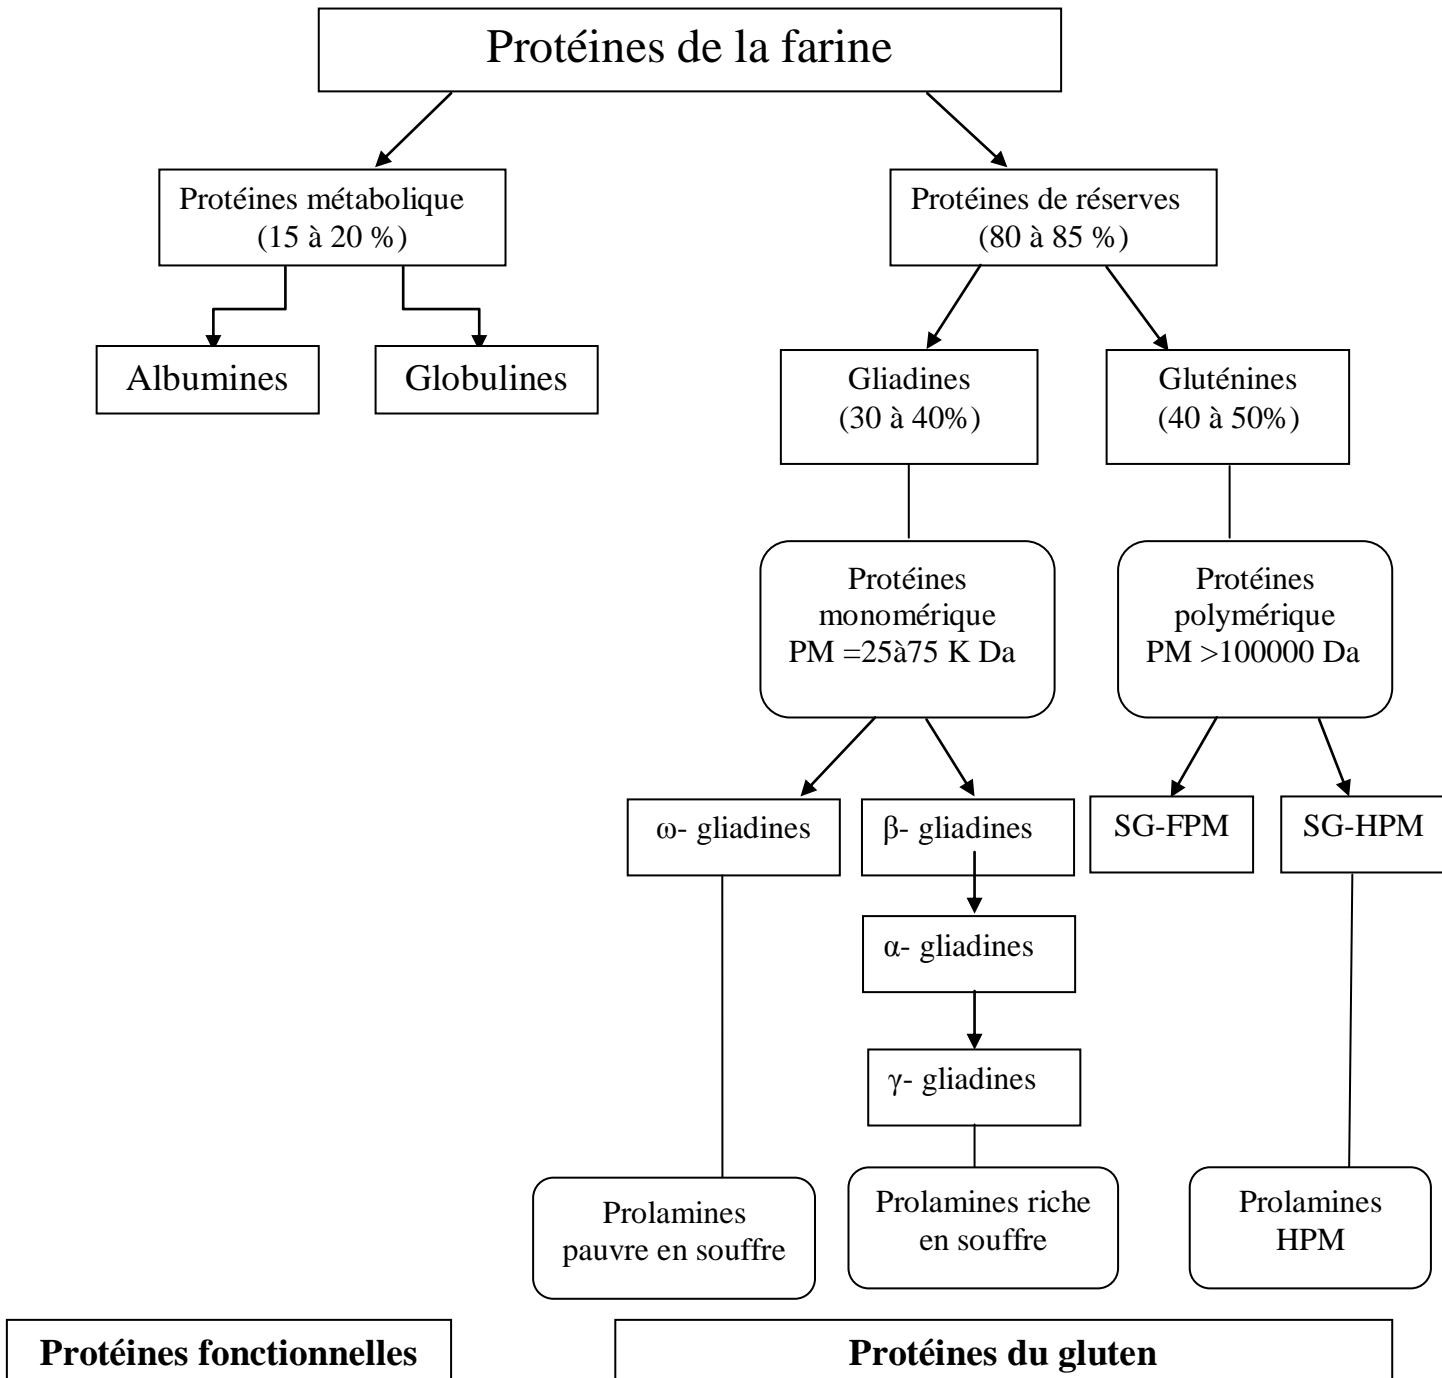 Protéines de la farine
Protéines métabolique
(15 à 20 %)
Protéines de réserves
(80 à 85 %)
Albumines
Globulines
Gliadines
(30 à 40%)
Gluténines
(40 à 50%)
Protéines
monomérique
PM =25à75 K Da
Protéines
polymérique
PM >100000 Da
ω- gliadines
β- gliadines
SG-FPM
SG-HPM
α- gliadines
γ- gliadines
Prolamines
pauvre en souffre
Prolamines riche
en souffre
Prolamines
HPM
Protéines fonctionnelles
Protéines du gluten